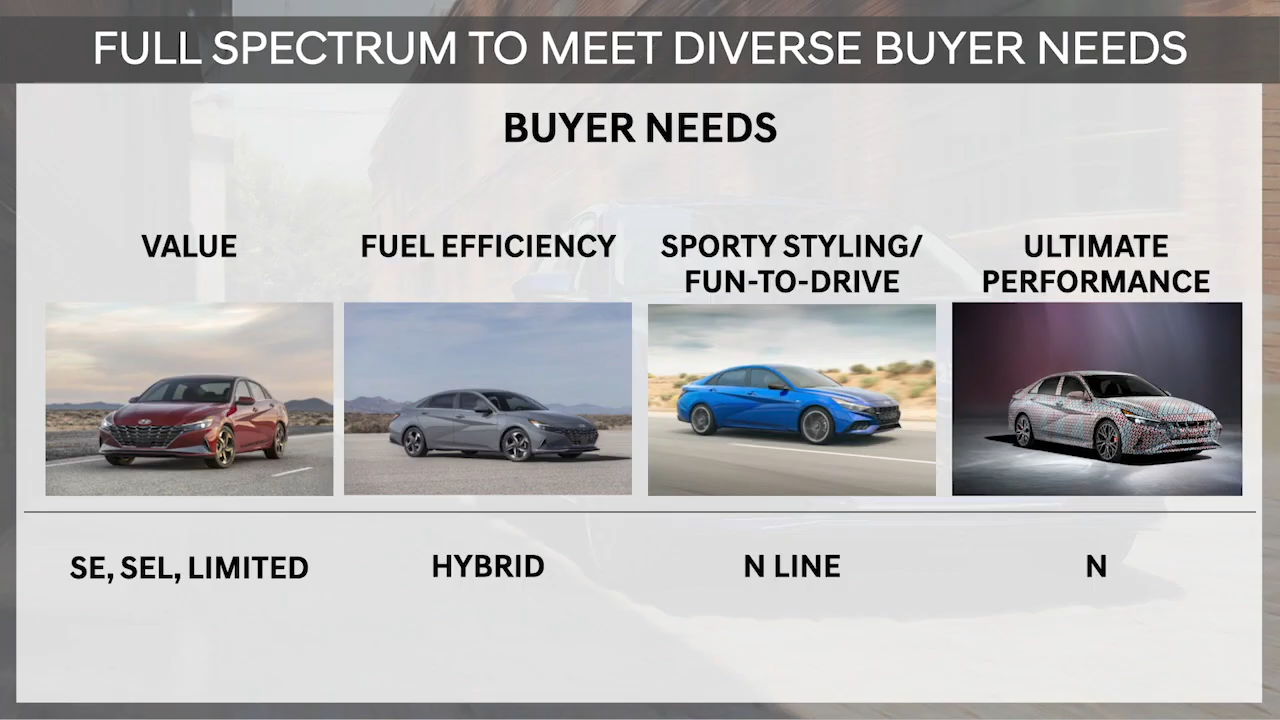 FULL SPECTRUM TO MEET DIVERSE BUYER NEEDS
BUYER NEEDS
VALUE
FUEL EFFICIENCY
SPORTY STYLING/
FUN-TO-DRIVE
ULTIMATE
PERFORMANCE
SE, SEL, LIMITED
HYBRID
N LINE
N